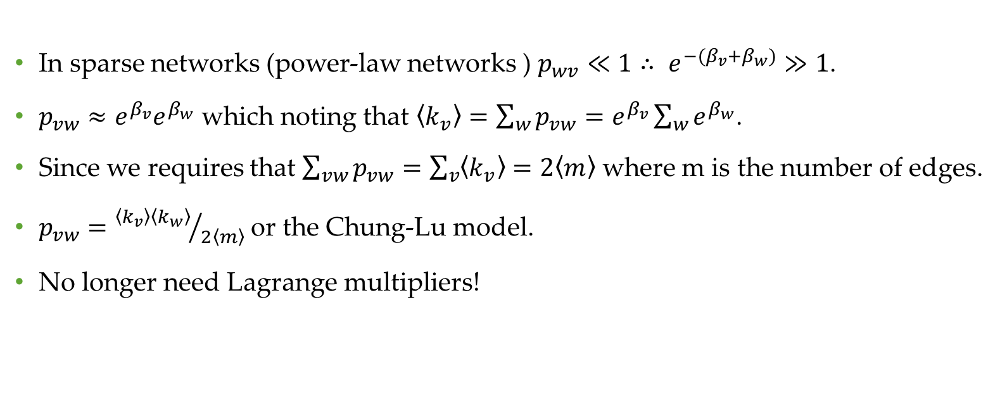 • In sparse networks (power-law networks ) $p_{wv} \ll 1 \therefore \; e^{-(\beta_v+\beta_w)} \gg 1$.
• $p_{vw} \approx e^{\beta_v} e^{\beta_w}$ which noting that $\langle k_v \rangle = \sum_w p_{vw} = e^{\beta_v} \sum_w e^{\beta_w}$.
• Since we requires that $\sum_{vw} p_{vw} = \sum_v \langle k_v \rangle = 2\langle m \rangle$ where m is the number of edges.
• $p_{vw} = {}^{\langle k_v \rangle \langle k_w \rangle}/_{2\langle m \rangle}$ or the Chung-Lu model.
• No longer need Lagrange multipliers!